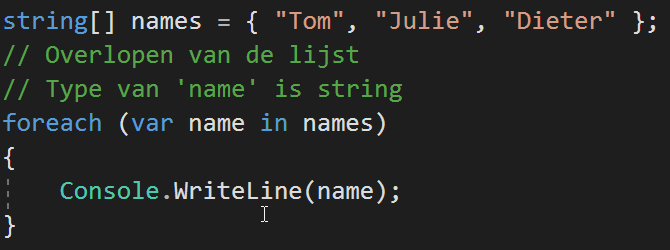 string[] names = { "Tom", "Julie", "Dieter" };
// Overlopen van de lijst
// Type van 'name' is string
foreach (var name in names)
{
    Console.WriteLine(name);
}